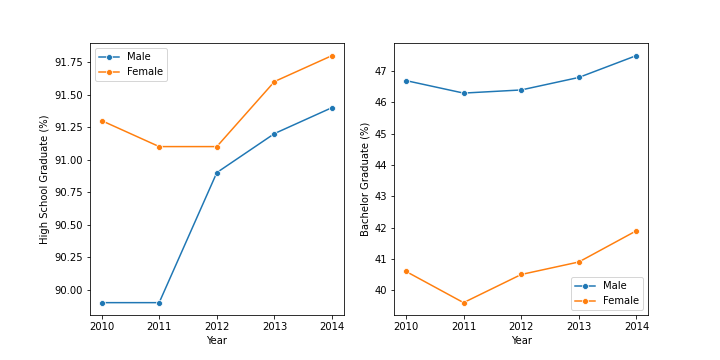 Male
Female
91.75
91.50
91.25
91.00
90.75
90.50
90.25
90.00
High School Graduate (%)
2010 2011 2012 2013 2014
Year
47
46
45
44
43
42
41
40
Bachelor Graduate (%)
Male
Female
2010 2011 2012 2013 2014
Year